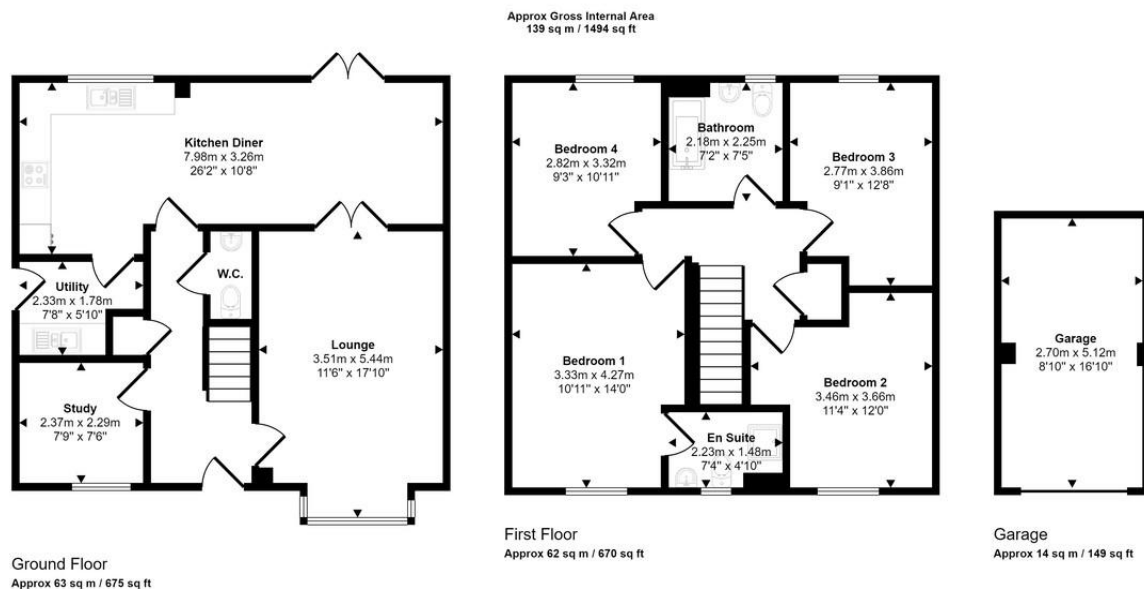 Approx Gross Internal Area
139 sq m / 1494 sq ft
Kitchen Diner
7.98m x 3.26m
26'2" x 10'8"
Utility
2.33m x 1.78m
7'8" x 5'10"
W.C.
Lounge
3.51m x 5.44m
11'6" x 17'10"
Study
2.37m x 2.29m
7'9" x 7'6"
Ground Floor
Approx 63 sq m / 675 sq ft
Bedroom 4
2.82m x 3.32m
9'3" x 10'11"
Bathroom
2.18m x 2.25m
7'2" x 7'5"
Bedroom 3
2.77m x 3.86m
9'1" x 12'8"
Bedroom 1
3.33m x 4.27m
10'11" x 14'0"
Bedroom 2
3.46m x 3.66m
11'4" x 12'0"
En Suite
2.23m x 1.48m
7'4" x 4'10"
First Floor
Approx 62 sq m / 670 sq ft
Garage
2.70m x 5.12m
8'10" x 16'10"
Garage
Approx 14 sq m / 149 sq ft